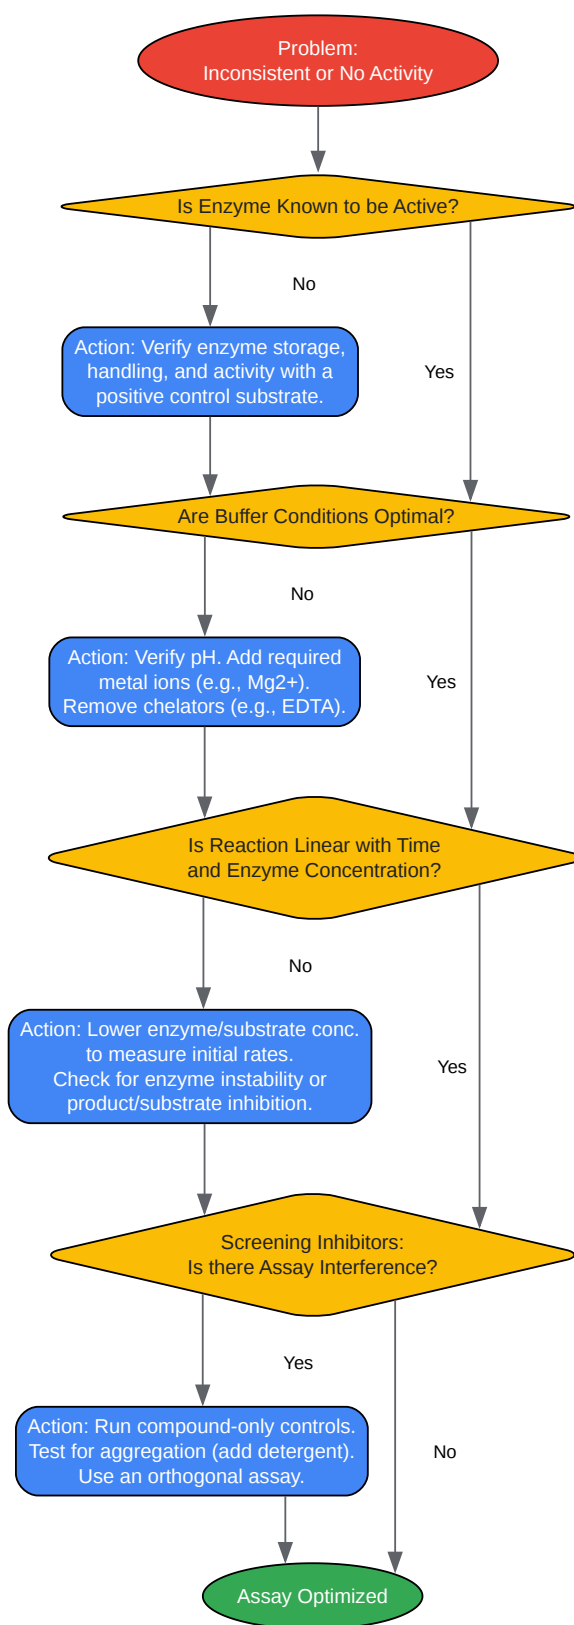 Problem:
Inconsistent or No Activity
Is Enzyme Known to be Active?
No
Action: Verify enzyme storage,
handling, and activity with a
positive control substrate.
Yes
Are Buffer Conditions Optimal?
No
Action: Verify pH. Add required
metal ions (e.g., Mg2+).
Remove chelators (e.g., EDTA).
Yes
Is Reaction Linear with Time
and Enzyme Concentration?
No
Action: Lower enzyme/substrate conc.
to measure initial rates.
Check for enzyme instability or
product/substrate inhibition.
Yes
Screening Inhibitors:
Is there Assay Interference?
Yes
Action: Run compound-only controls.
Test for aggregation (add detergent).
Use an orthogonal assay.
No
Assay Optimized